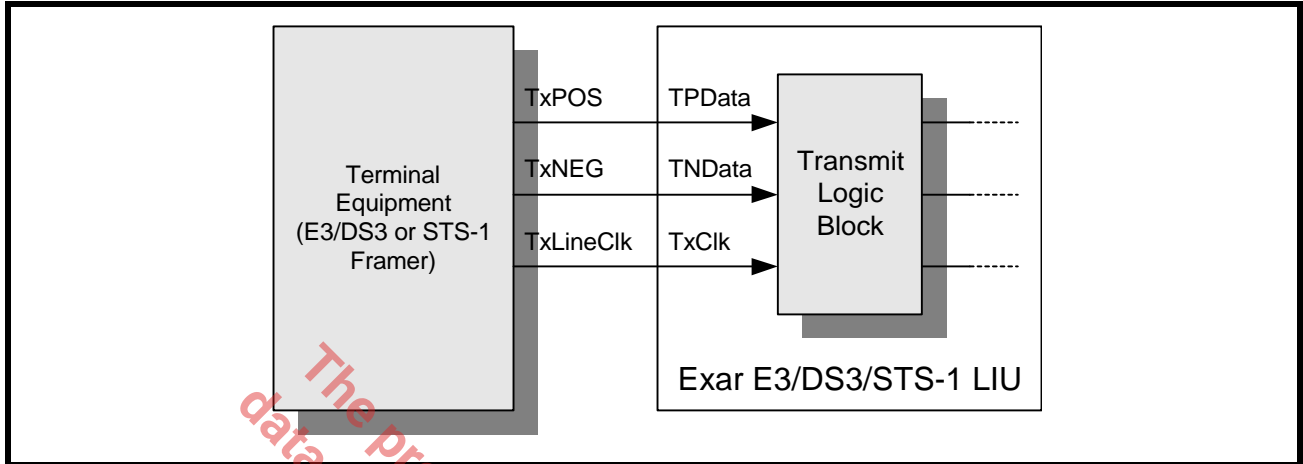 TxPOS
TPData
TxNEG
TNData
TxLineClk
TxClk
Terminal
Equipment
(E3/DS3 or STS-1
Framer)
Transmit
Logic
Block
Exar E3/DS3/STS-1 LIU
The
data